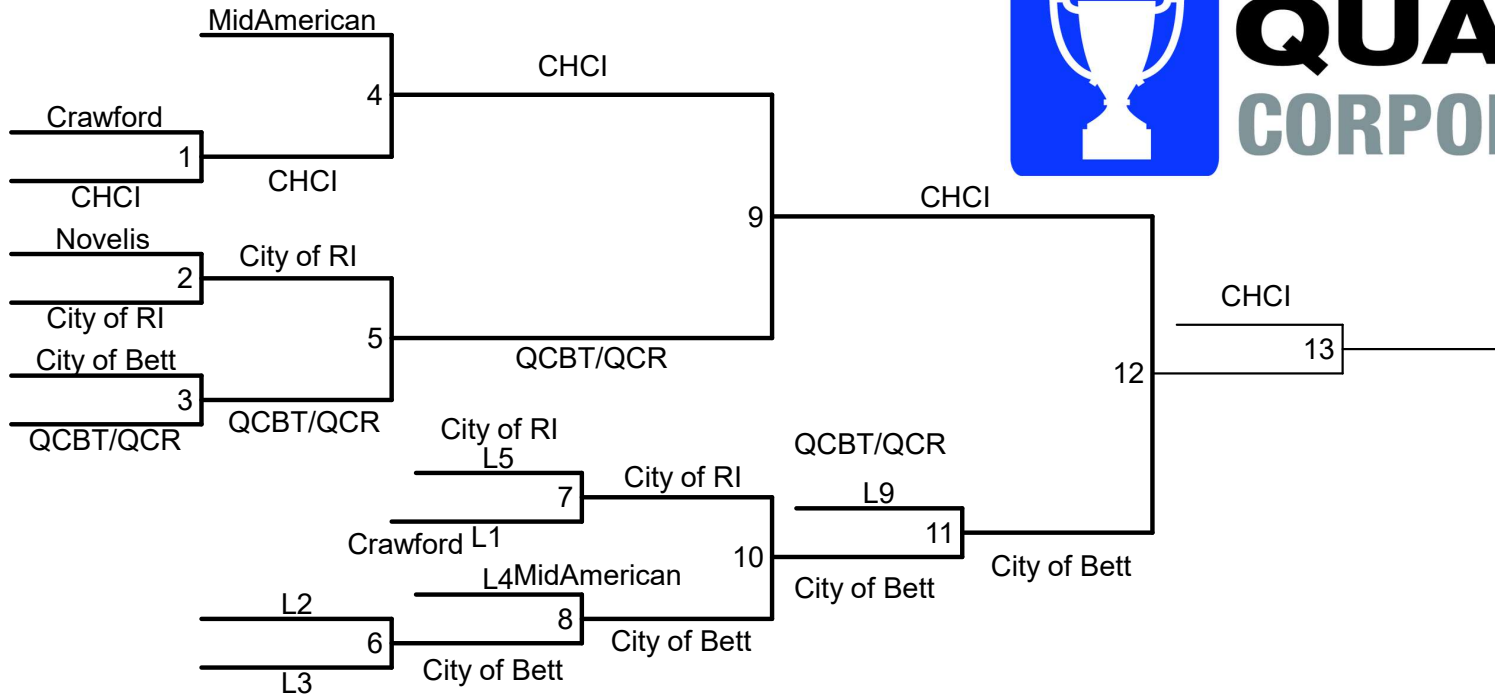 MidAmerican
QUA
CHCI
4
CORPO
Crawford
1
CHCI
CHCI
CHCI
9
Novelis
City of RI
2
City of RI
CHCI
5
13
City of Bett
QCBT/QCR
12
3
QCBT/QCR
QCBT/QCR
City of RI
QCBT/QCR
L5
City of RI
L9
7
Crawford L1
11
10
L4MidAmerican
City of Bett
City of Bett
L2
8
6
City of Bett
City of Bett
L3